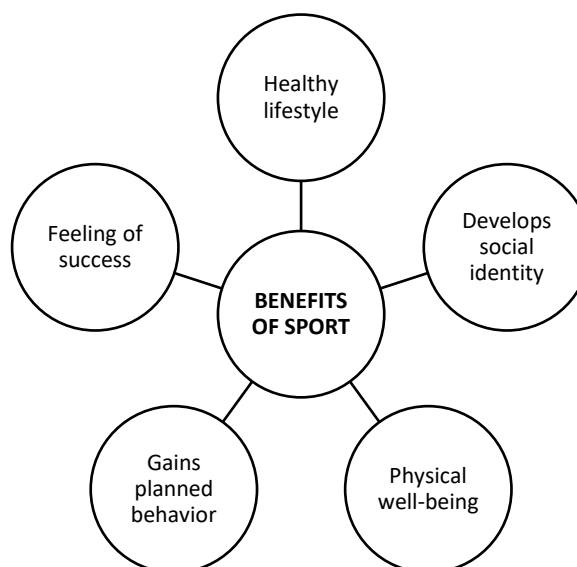 Healthy
lifestyle
Feeling of
success
Develops
social
identity
BENEFITS
OF SPORT
Gains
planned
behavior
Physical
well-being